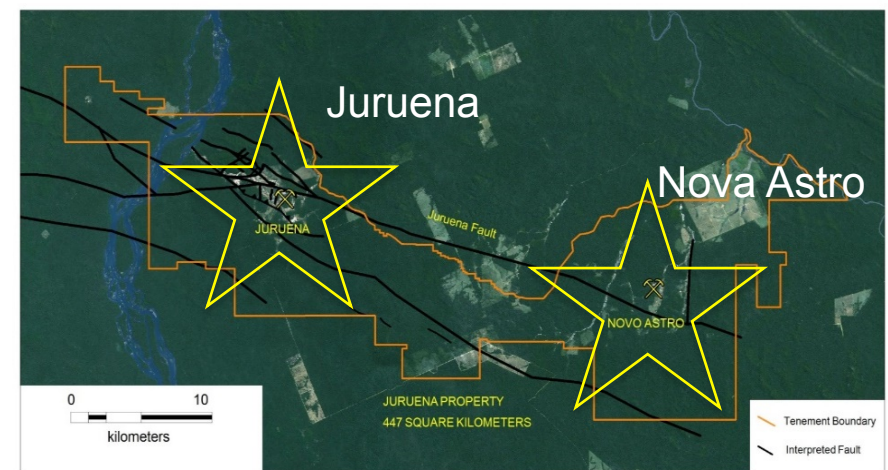 Juruena
Nova Astro
Juruena Fault
JURUENA
NOVO ASTRO
JURUENA PROPERTY
447 SQUARE KILOMETERS
0 10
kilometers
Tenement Boundary
Interpreted Fault